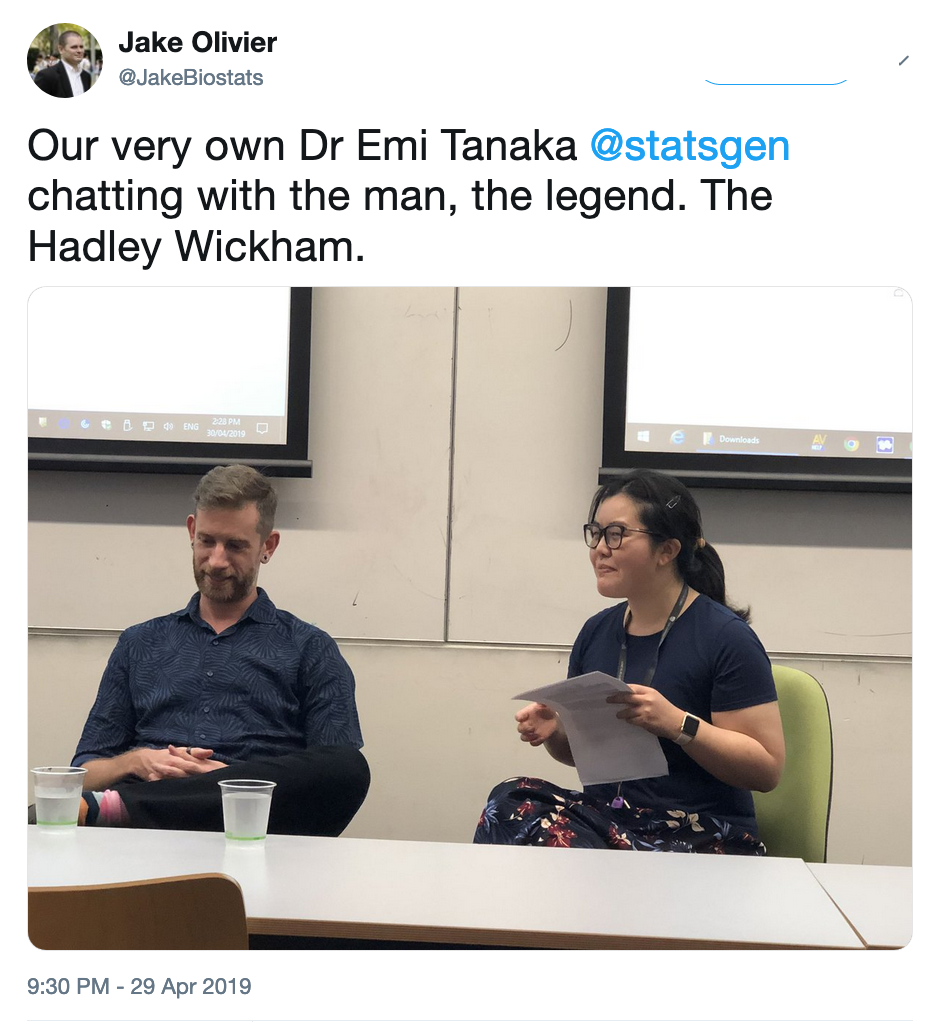 Jake Olivier
@JakeBiostats
Our very own Dr Emi Tanaka @statsgen
chatting with the man, the legend. The
Hadley Wickham.
ENG
2:28 PM
30/04/2019
Downloads
9:30 PM - 29 Apr 2019